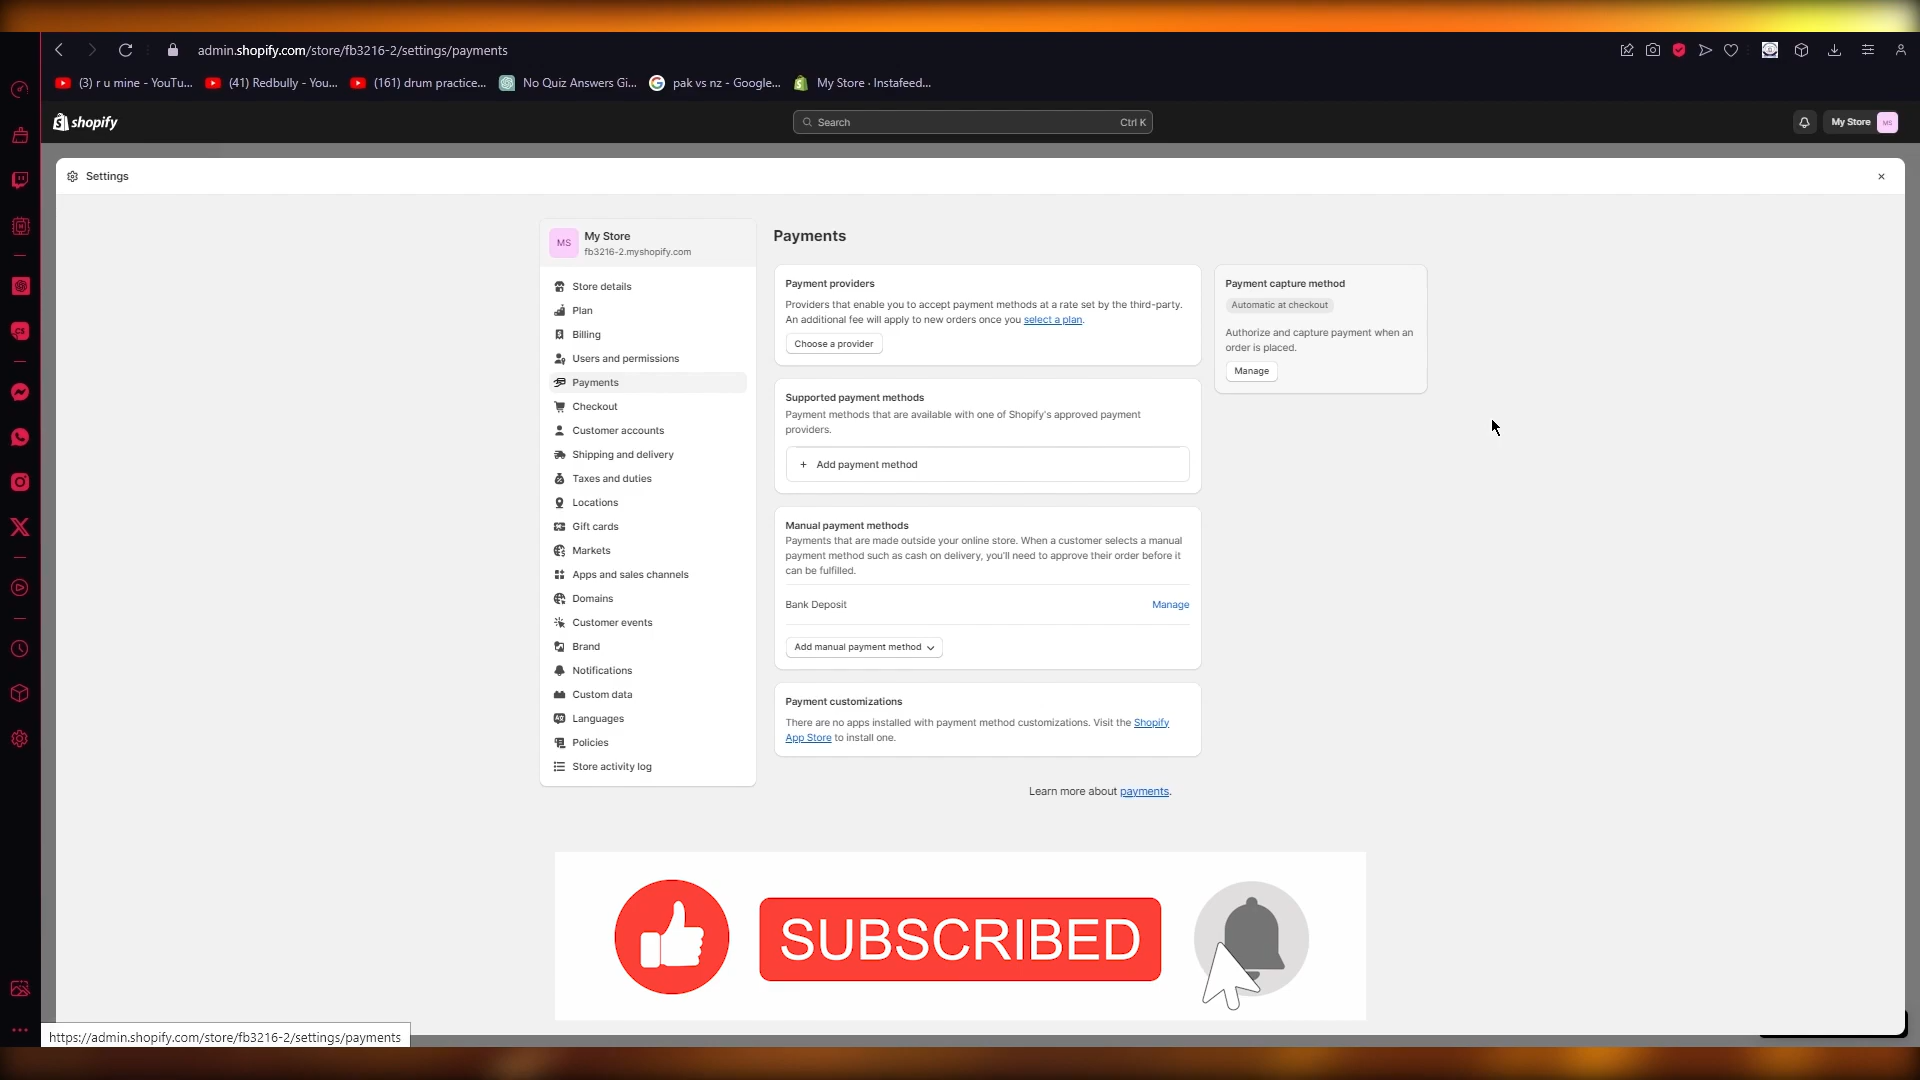 admin.shopify.com/store/fb3216-2/settings/payments
(3) r u mine - YouTu...
(41) Redbully - You...
(161) drum practice...
No Quiz Answers Gi...
pak vs nz - Google...
My Store · Instafeed...
shopify
Search
Ctrl K
My Store
MS
Settings
MS
My Store
fb3216-2.myshopify.com
Store details
Plan
Billing
Users and permissions
Payments
Checkout
Customer accounts
Shipping and delivery
Taxes and duties
Locations
Gift cards
Markets
Apps and sales channels
Domains
Customer events
Brand
Notifications
Custom data
Languages
Policies
Store activity log
Payments
Payment providers
Providers that enable you to accept payment methods at a rate set by the third-party.
An additional fee will apply to new orders once you select a plan.
Choose a provider
Supported payment methods
Payment methods that are available with one of Shopify's approved payment
providers.
+ Add payment method
Manual payment methods
Payments that are made outside your online store. When a customer selects a manual
payment method such as cash on delivery, you'll need to approve their order before it
can be fulfilled.
Bank Deposit
Manage
Add manual payment method
Payment customizations
There are no apps installed with payment method customizations. Visit the Shopify
App Store to install one.
Learn more about payments.
Payment capture method
Automatic at checkout
Authorize and capture payment when an
order is placed.
Manage
SUBSCRIBED
https://admin.shopify.com/store/fb3216-2/settings/payments